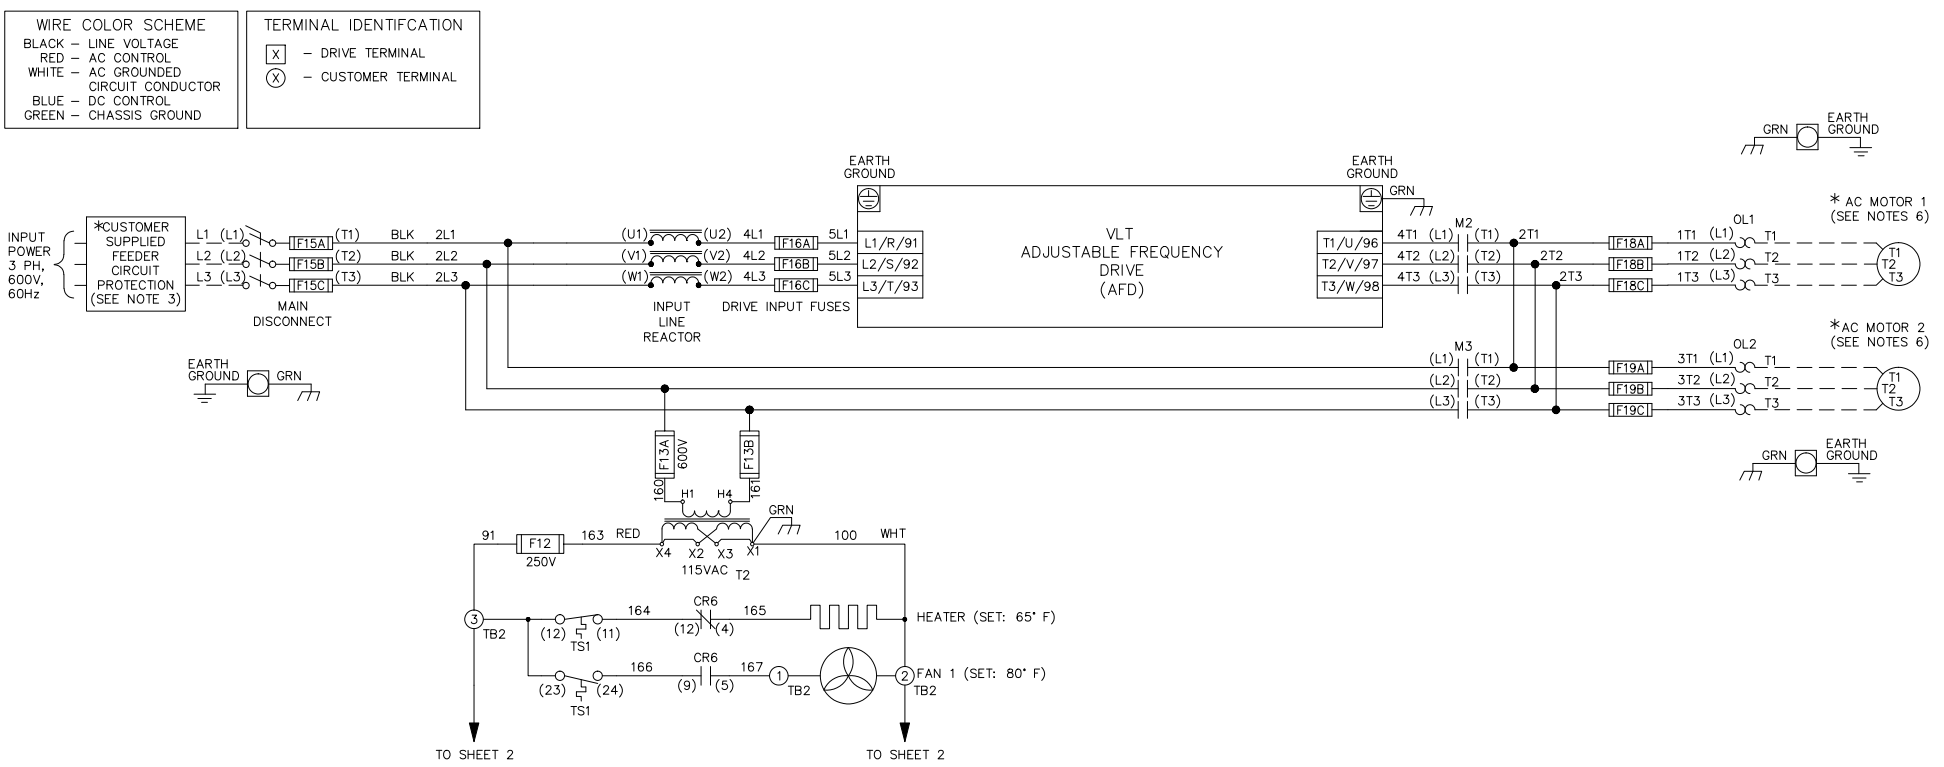 WIRE COLOR SCHEME
BLACK – LINE VOLTAGE
RED – AC CONTROL
WHITE – AC GROUNDED
CIRCUIT CONDUCTOR
BLUE – DC CONTROL
GREEN – CHASSIS GROUND
TERMINAL IDENTIFCATION
X – DRIVE TERMINAL
X – CUSTOMER TERMINAL
INPUT
POWER
3 PH,
600V,
60Hz
*CUSTOMER
SUPPLIED
FEEDER
CIRCUIT
PROTECTION
(SEE NOTE 3)
L1 (L1) F15A (T1) BLK 2L1
L2 (L2) F15B (T2) BLK 2L2
L3 (L3) F15C (T3) BLK 2L3
MAIN
DISCONNECT
(U1) (U2) 4L1 F16A 5L1
(V1) (V2) 4L2 F16B 5L2
(W1) (W2) 4L3 F16C 5L3
INPUT
LINE
REACTOR
DRIVE INPUT FUSES
EARTH
GROUND
L1/R/91
L2/S/92
L3/T/93
VLT
ADJUSTABLE FREQUENCY
DRIVE
(AFD)
EARTH
GROUND
GRN
T1/U/96
T2/V/97
T3/W/98
M2
4T1 (L1) (T1) 2T1 F18A 1T1 (L1) T1
4T2 (L2) (T2) 2T2 F18B 1T2 (L2) T2
4T3 (L3) (T3) 2T3 F18C 1T3 (L3) T3
OL1
GRN
EARTH
GROUND
* AC MOTOR 1
(SEE NOTES 6)
T1
T2
T3
M3
(L1) (T1) F19A 3T1 (L1) T1
(L2) (T2) F19B 3T2 (L2) T2
(L3) (T3) F19C 3T3 (L3) T3
OL2
*AC MOTOR 2
(SEE NOTES 6)
T1
T2
T3
GRN
EARTH
GROUND
EARTH
GROUND
GRN
F13A
600V
F13B
160
161
H1 H4
GRN
91 F12 163 RED
250V
X4 X2 X3 X1
100 WHT
115VAC T2
3
TB2
(12) (11)
TS1
164
CR6
(12) (4)
165
HEATER (SET: 65° F)
(23) (24)
TS1
166
CR6
(9) (5)
167
1
TB2
2
TB2
FAN 1 (SET: 80° F)
TO SHEET 2
TO SHEET 2